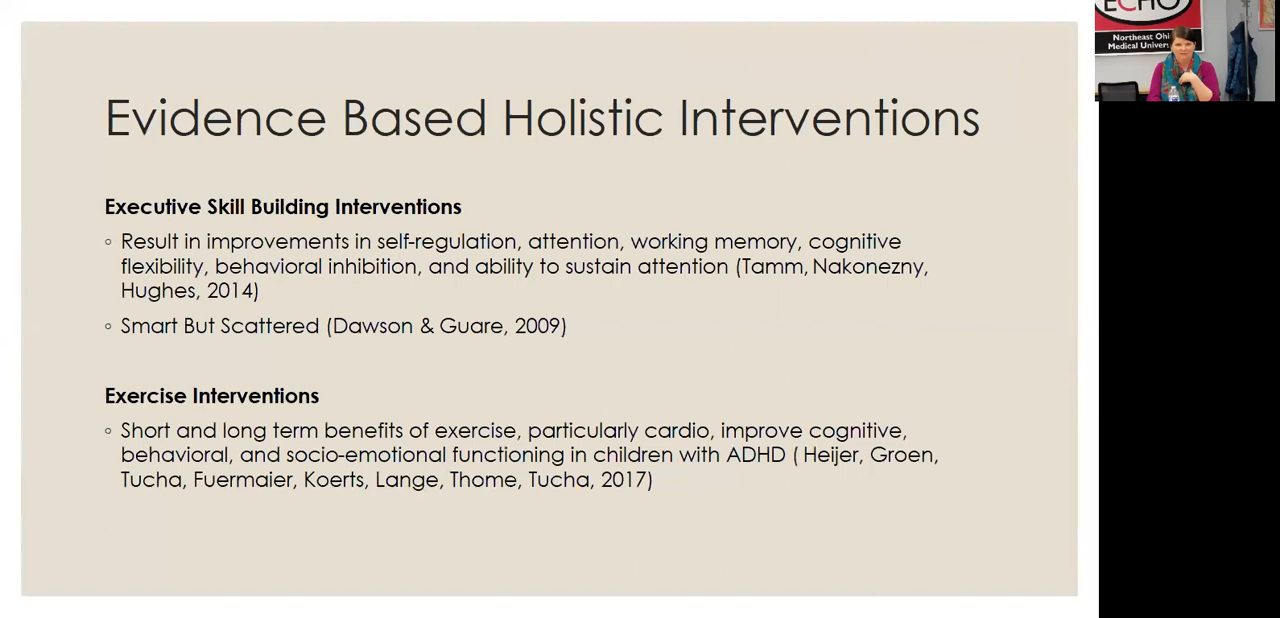 Evidence Based Holistic Interventions
Executive Skill Building Interventions
◦ Result in improvements in self-regulation, attention, working memory, cognitive
flexibility, behavioral inhibition, and ability to sustain attention (Tamm, Nakonezny,
Hughes, 2014)
◦ Smart But Scattered (Dawson & Guare, 2009)
Exercise Interventions
◦ Short and long term benefits of exercise, particularly cardio, improve cognitive,
behavioral, and socio-emotional functioning in children with ADHD ( Heijer, Groen,
Tucha, Fuermaier, Koerts, Lange, Thome, Tucha, 2017)
ECHO
Northeast Ohi
Medical Univer